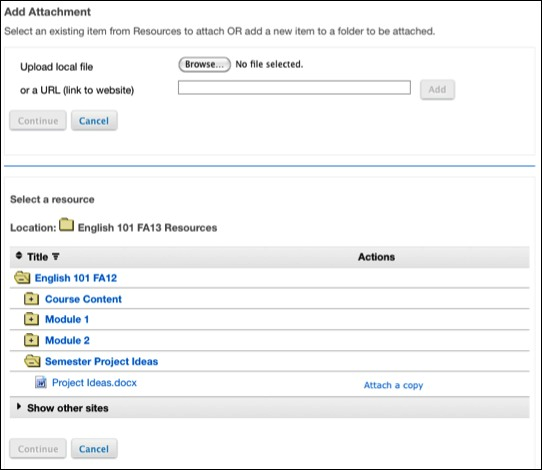 Add Attachment
Select an existing item from Resources to attach OR add a new item to a folder to be attached.
Upload local file Browse... No file selected.
or a URL (link to website) Add
Continue Cancel
Select a resource
Location: English 101 FA13 Resources
Title Actions
English 101 FA12
Course Content
Module 1
Module 2
Semester Project Ideas
Project Ideas.docx Attach a copy
Show other sites
Continue Cancel